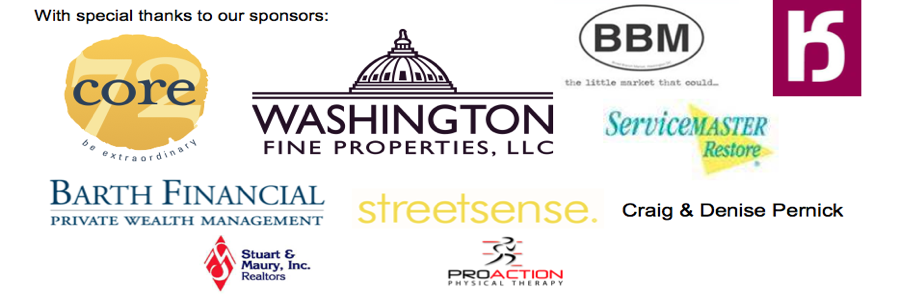 With special thanks to our sponsors:
72
core
be extraordinary
WASHINGTON
FINE PROPERTIES, LLC
BBM
the little market that could…
ServiceMASTER
Restore
®
BARTH FINANCIAL
PRIVATE WEALTH MANAGEMENT
streetsense.
Craig & Denise Pernick
Stuart &
Maury, Inc.
Realtors
PROACTION
PHYSICAL THERAPY